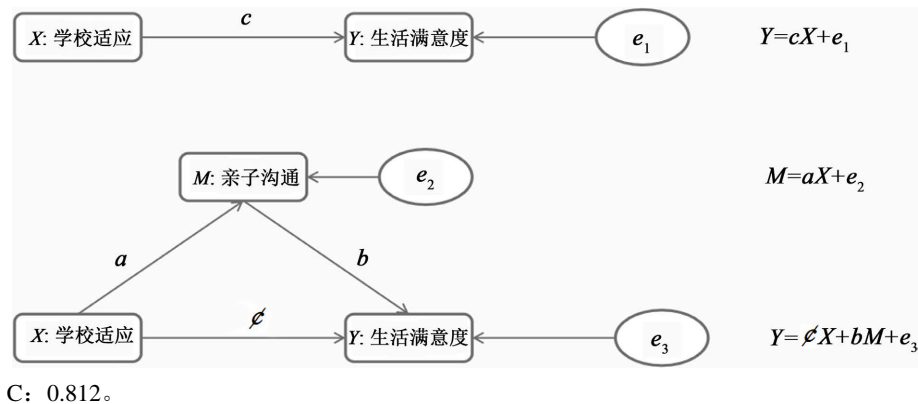 c
X: 学校适应
Y: 生活满意度
e₁
Y=cX+e₁
M: 亲子沟通
e₂
M=aX+e₂
a
b
X: 学校适应
¢
Y: 生活满意度
e₃
Y=¢X+bM+e₃
C：0.812。